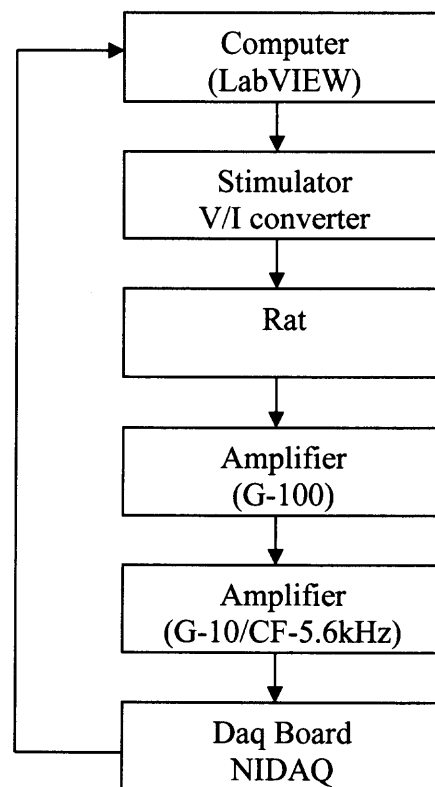 Computer
(LabVIEW)
Stimulator
V/I converter
Rat
Amplifier
(G-100)
Amplifier
(G-10/CF-5.6kHz)
Daq Board
NIDAQ